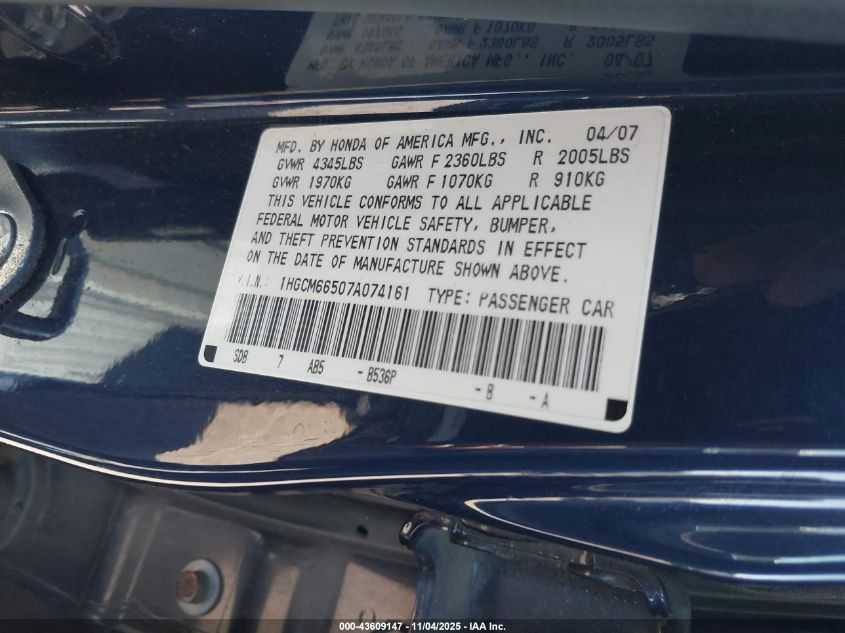 MFD. BY HONDA OF AMERICA MFG., INC. 04/07
GVWR 4345LBS GAWR F 2360LBS R 2005LBS
GVWR 1970KG GAWR F 1070KG R 910KG
THIS VEHICLE CONFORMS TO ALL APPLICABLE
FEDERAL MOTOR VEHICLE SAFETY, BUMPER,
AND THEFT PREVENTION STANDARDS IN EFFECT
ON THE DATE OF MANUFACTURE SHOWN ABOVE.
V.I.N.: 1HGCM66507A074161 TYPE: PASSENGER CAR
SDB 7 AB5 - B536P - B - A
000-43609147 - 11/04/2025 - IAA Inc.